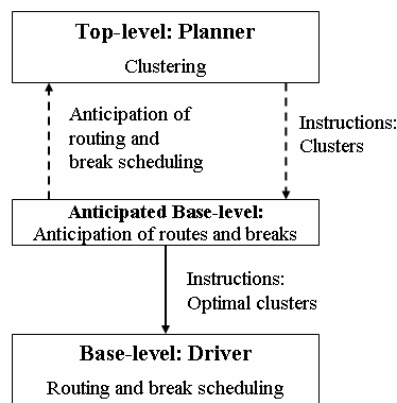 Top-level: Planner
Clustering
Anticipation of
routing and
break scheduling
Instructions:
Clusters
Anticipated Base-level:
Anticipation of routes and breaks
Instructions:
Optimal clusters
Base-level: Driver
Routing and break scheduling